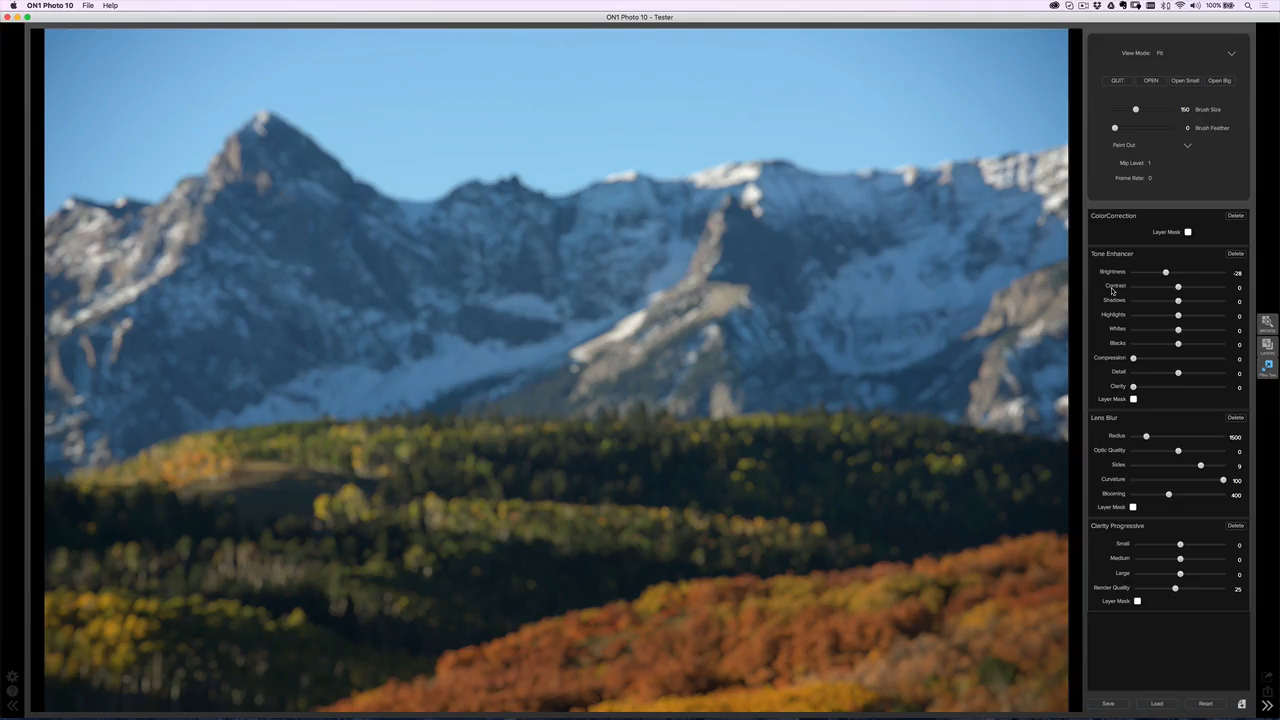 ON1 Photo 10 File Help 100%
ON1 Photo 10 - Tester
View Mode: Fit
QUIT OPEN Open Small Open Big
150 Brush Size
0 Brush Feather
Paint Out
Mip Level: 1
Frame Rate: 0
ColorCorrection Delete
Layer Mask
Tone Enhancer Delete
Brightness -28
Contrast 0
Shadows 0
Highlights 0
Whites 0
Blacks 0
Compression 0
Detail 0
Clarity 0
Layer Mask
Lens Blur Delete
Radius 1500
Optic Quality 0
Sides 9
Curvature 100
Blooming 400
Layer Mask
Clarity Progressive Delete
Small 0
Medium 0
Large 0
Render Quality 25
Layer Mask
Save Load Reset
BROWSE
LAYERS